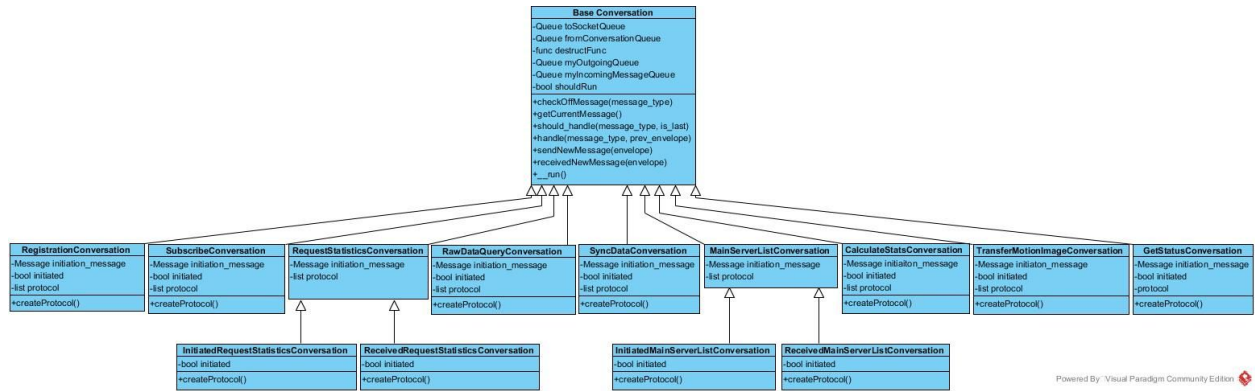 Base Conversation
-Queue toSocketQueue
-Queue fromConversationQueue
-func destructFunc
-Queue myOutgoingQueue
-Queue myIncomingMessageQueue
-bool shouldRun
+checkOffMessage(message_type)
+getCurrentMessage()
+should_handle(message_type, is_last)
+handle(message_type, prev_envelope)
+sendNewMessage(envelope)
+receivedNewMessage(envelope)
+__run()
RegistrationConversation
-Message initiation_message
-bool initiated
-list protocol
+createProtocol()
SubscribeConversation
-Message initiation_message
-bool initiated
-list protocol
+createProtocol()
RequestStatisticsConversation
-Message initiation_message
-list protocol
RawDataQueryConversation
-Message initiation_message
-bool initiated
-list protocol
+createProtocol()
SyncDataConversation
-Message initiation_message
-bool initiated
-list protocol
+createProtocol()
MainServerListConversation
-Message initiation_message
-list protocol
CalculateStatsConversation
-Message initiaiton_message
-bool initiated
-list protocol
+createProtocol()
TransferMotionImageConversation
-Message initiation_message
-bool initiated
-list protocol
+createProtocol()
GetStatusConversation
-Message initiation_message
-bool initiated
-protocol
+createProtocol()
InitiatedRequestStatisticsConversation
-bool initiated
+createProtocol()
ReceivedRequestStatisticsConversation
-bool initiated
+createProtocol()
InitiatedMainServerListConversation
-bool initiated
+createProtocol()
ReceivedMainServerListConversation
-bool initiated
+createProtocol()
Powered By Visual Paradigm Community Edition